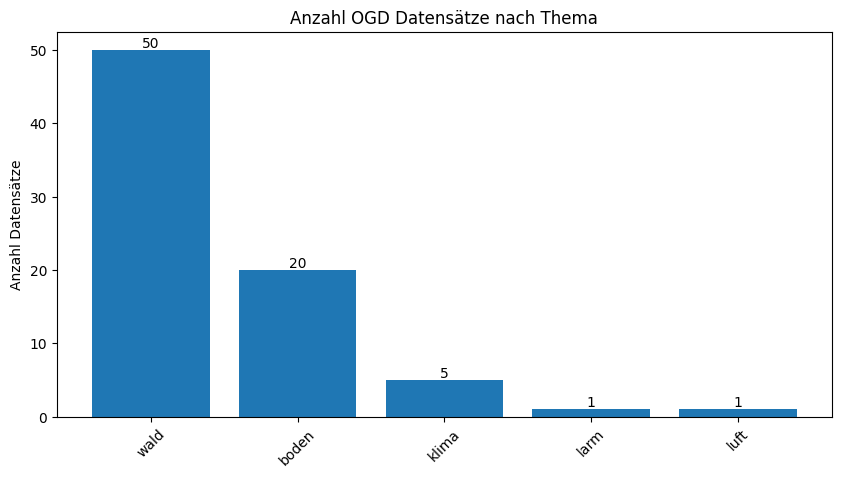 Anzahl OGD Datensätze nach Thema
Anzahl Datensätze
50
40
30
20
10
0
50
20
5
1
1
wald
boden
klima
larm
luft